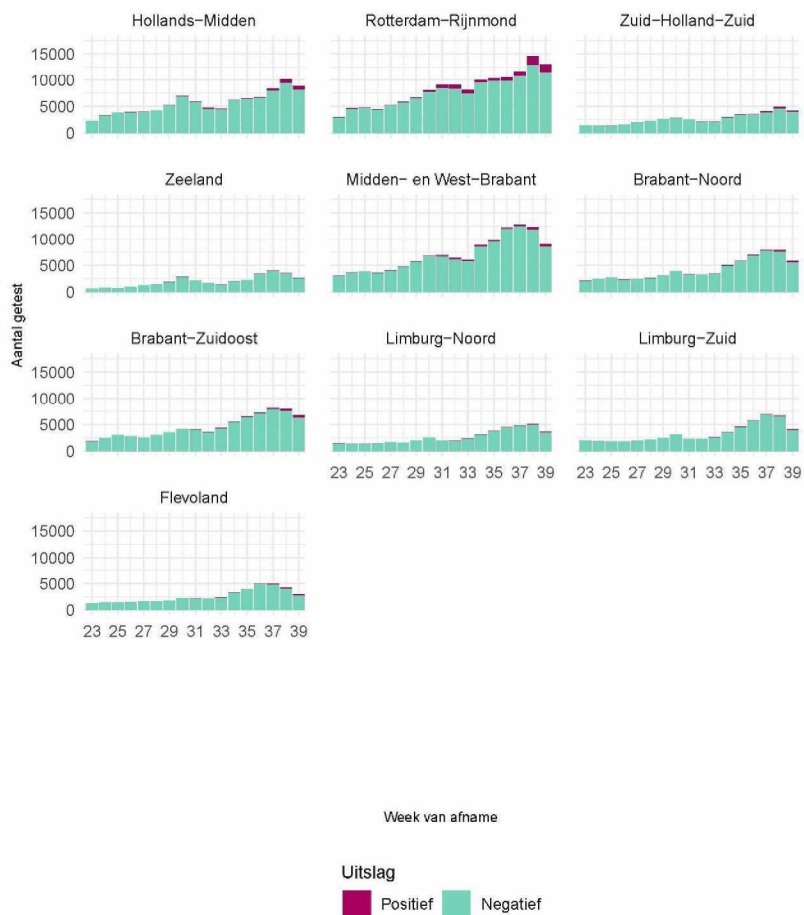 Hollands−Midden Rotterdam−Rijnmond Zuid−Holland−Zuid
15000
10000
5000
0
Zeeland Midden− en West−Brabant Brabant−Noord
15000
10000
5000
0
Aantal getest
Brabant−Zuidoost Limburg−Noord Limburg−Zuid
15000
10000
5000
0
23 25 27 29 31 33 35 37 39 23 25 27 29 31 33 35 37 39
Flevoland
15000
10000
5000
0
23 25 27 29 31 33 35 37 39
Week van afname
Uitslag
Positief Negatief